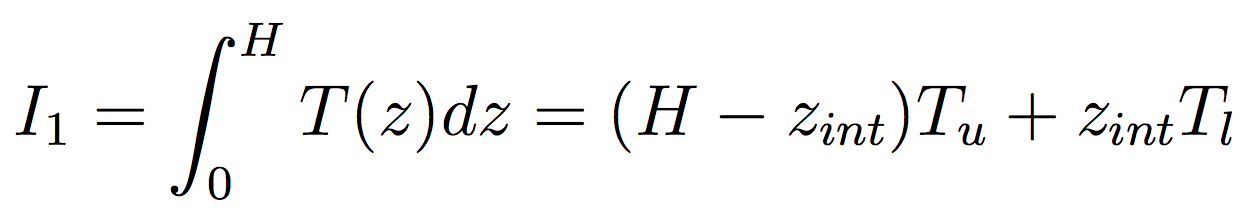 I_1 = \int_0^H T(z)dz = (H - z_{int})T_u + z_{int}T_l